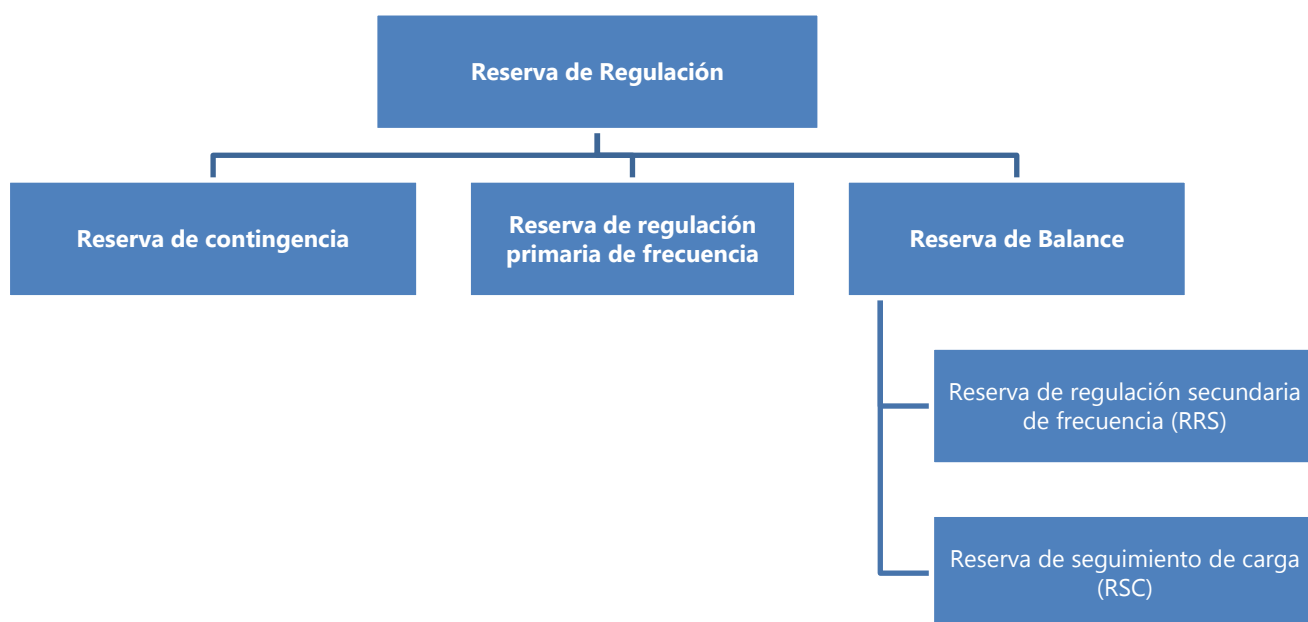 Reserva de Regulación
Reserva de contingencia
Reserva de regulación
primaria de frecuencia
Reserva de Balance
Reserva de regulación secundaria
de frecuencia (RRS)
Reserva de seguimiento de carga
(RSC)